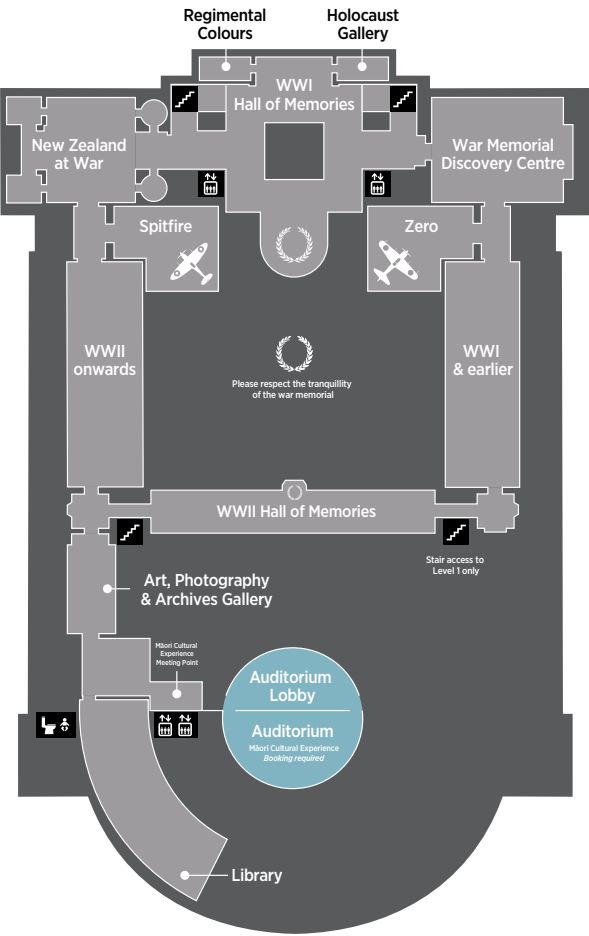 Regimental
Colours
Holocaust
Gallery
WWI
Hall of Memories
New Zealand
at War
War Memorial
Discovery Centre
Spitfire
Zero
WWII
onwards
Please respect the tranquillity
of the war memorial
WWI
& earlier
WWII Hall of Memories
Stair access to
Level 1 only
Art, Photography
& Archives Gallery
Māori Cultural
Experience
Meeting Point
Auditorium
Lobby
Auditorium
Māori Cultural Experience
Booking required
Library